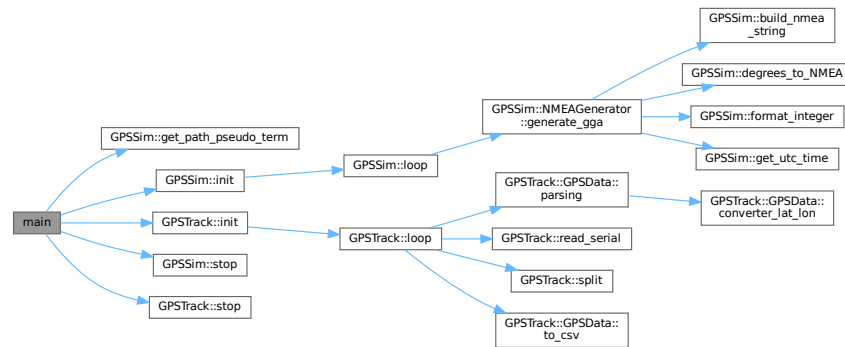 main
GPSSim::get_path_pseudo_term
GPSSim::init
GPSTrack::init
GPSSim::stop
GPSTrack::stop
GPSSim::loop
GPSTrack::loop
GPSSim::NMEAGenerator
::generate_gga
GPSTrack::GPSData::
parsing
GPSTrack::read_serial
GPSTrack::split
GPSTrack::GPSData::
to_csv
GPSSim::build_nmea
_string
GPSSim::degrees_to_NMEA
GPSSim::format_integer
GPSSim::get_utc_time
GPSTrack::GPSData::
converter_lat_lon